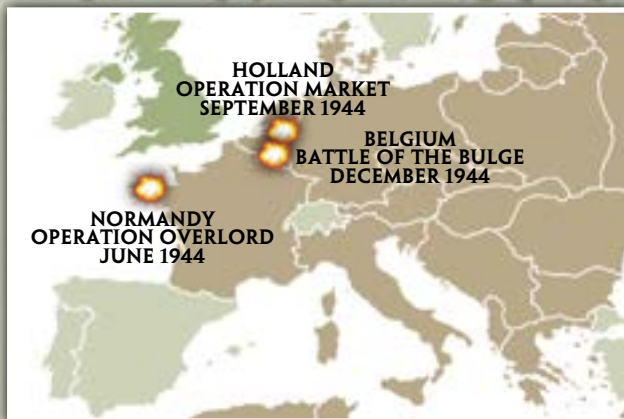 HOLLAND
OPERATION MARKET
SEPTEMBER 1944
BELGIUM
BATTLE OF THE BULGE
DECEMBER 1944
NORMANDY
OPERATION OVERLORD
JUNE 1944